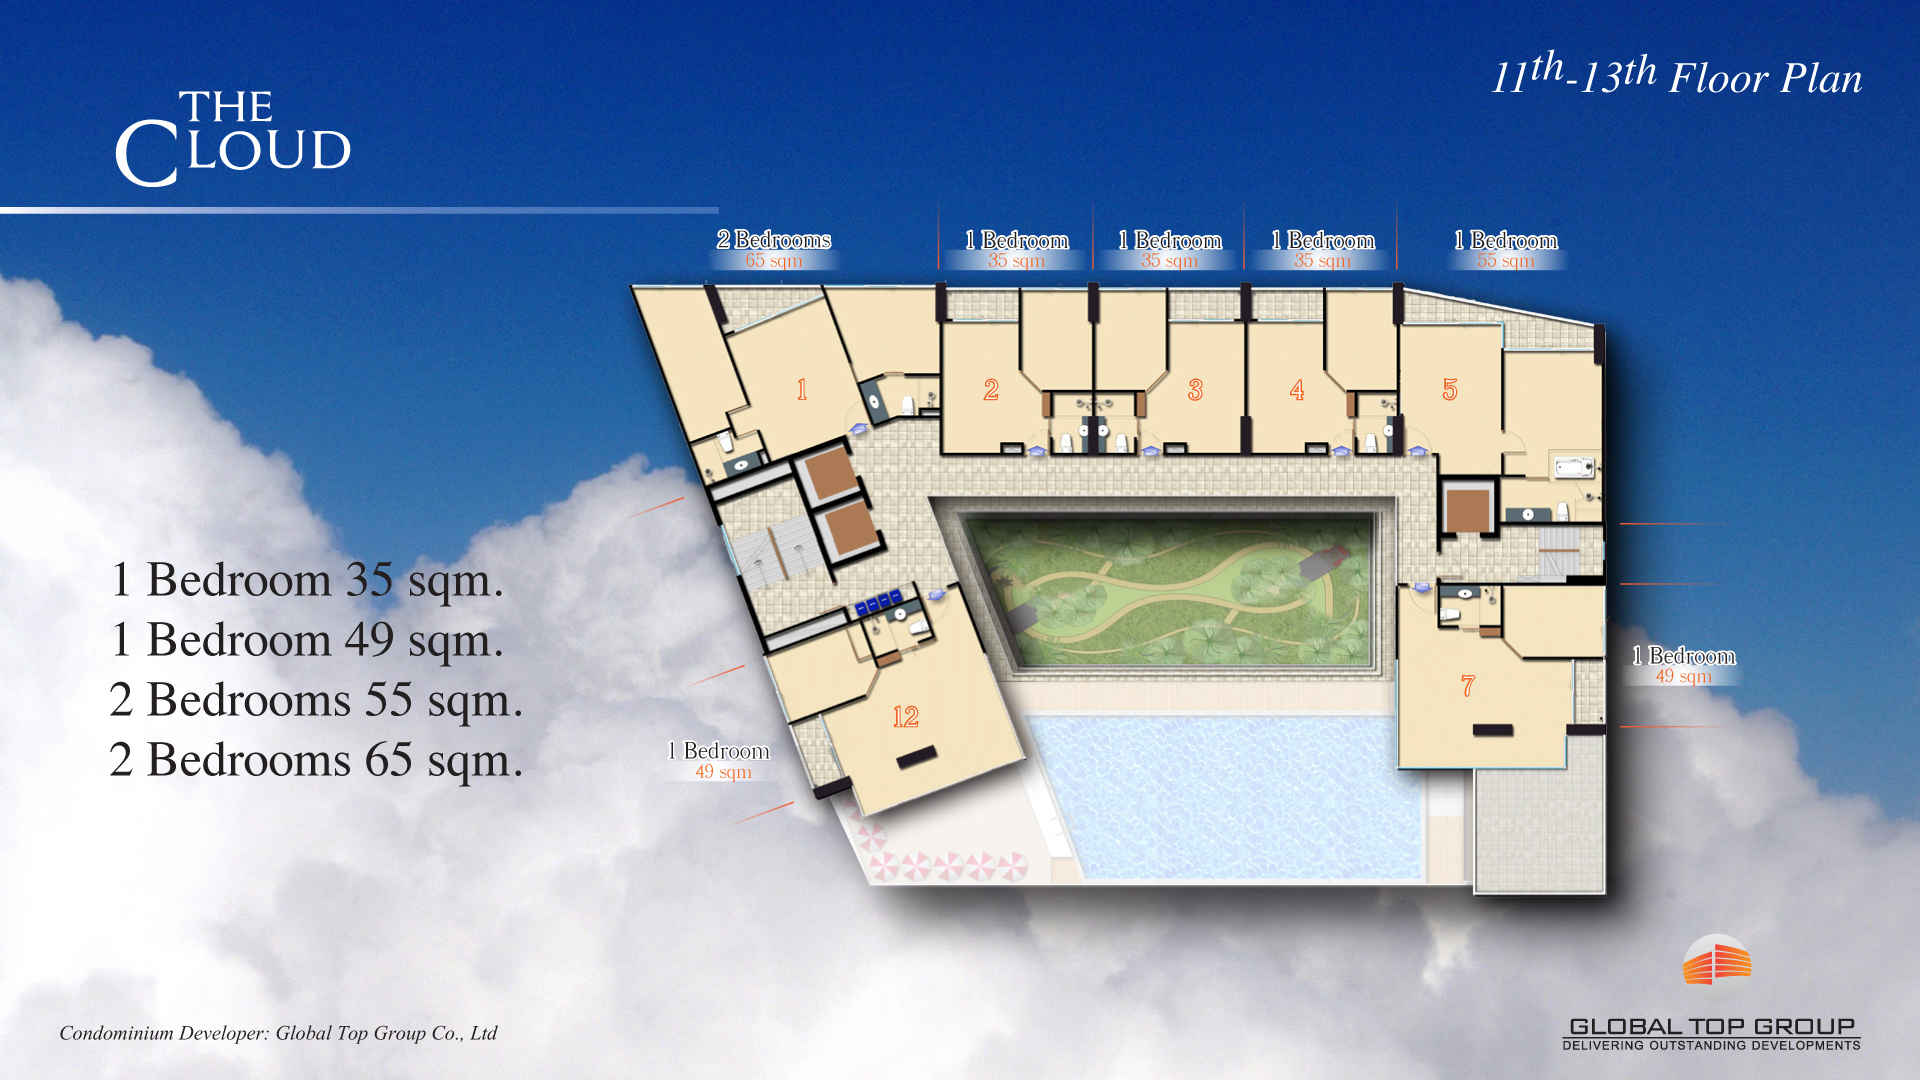 11th-13th Floor Plan
THE
CLOUD
2 Bedrooms
65 sqm
1 Bedroom
35 sqm
1 Bedroom
35 sqm
1 Bedroom
35 sqm
1 Bedroom
55 sqm
1
2
3
4
5
7
12
1 Bedroom
49 sqm
1 Bedroom
49 sqm
1 Bedroom 35 sqm.
1 Bedroom 49 sqm.
2 Bedrooms 55 sqm.
2 Bedrooms 65 sqm.
Condominium Developer: Global Top Group Co., Ltd
GLOBAL TOP GROUP
DELIVERING OUTSTANDING DEVELOPMENTS